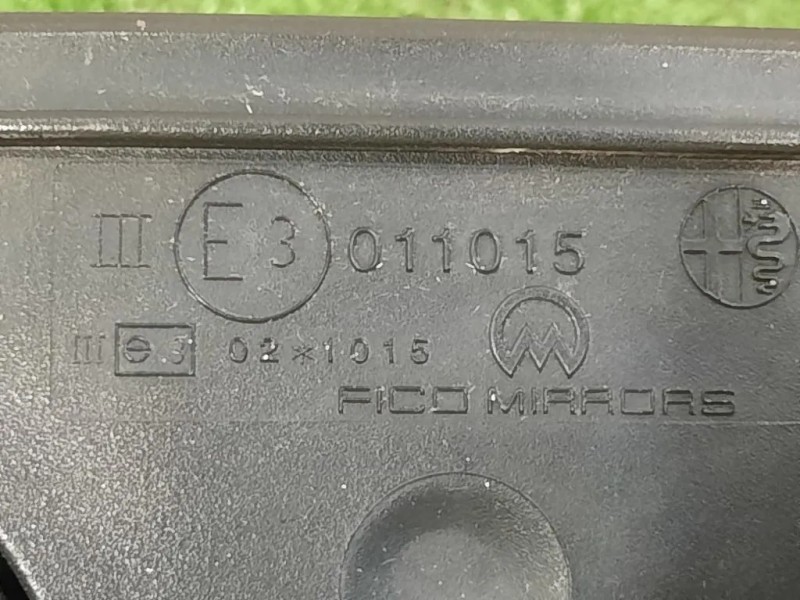 III E3 011015
III e3 02*1015
FICO MIRRORS